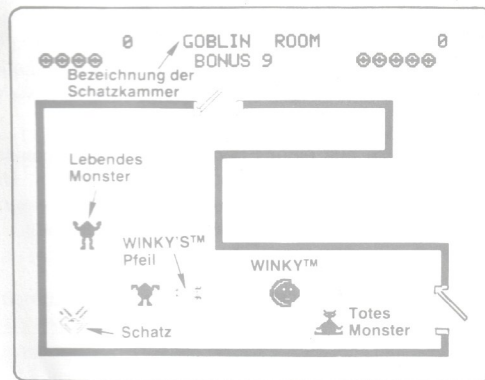 0 GOBLIN ROOM 0
BONUS 9
Bezeichnung der
Schatzkammer
Lebendes
Monster
WINKY'S™
Pfeil
WINKY™
Schatz
Totes
Monster